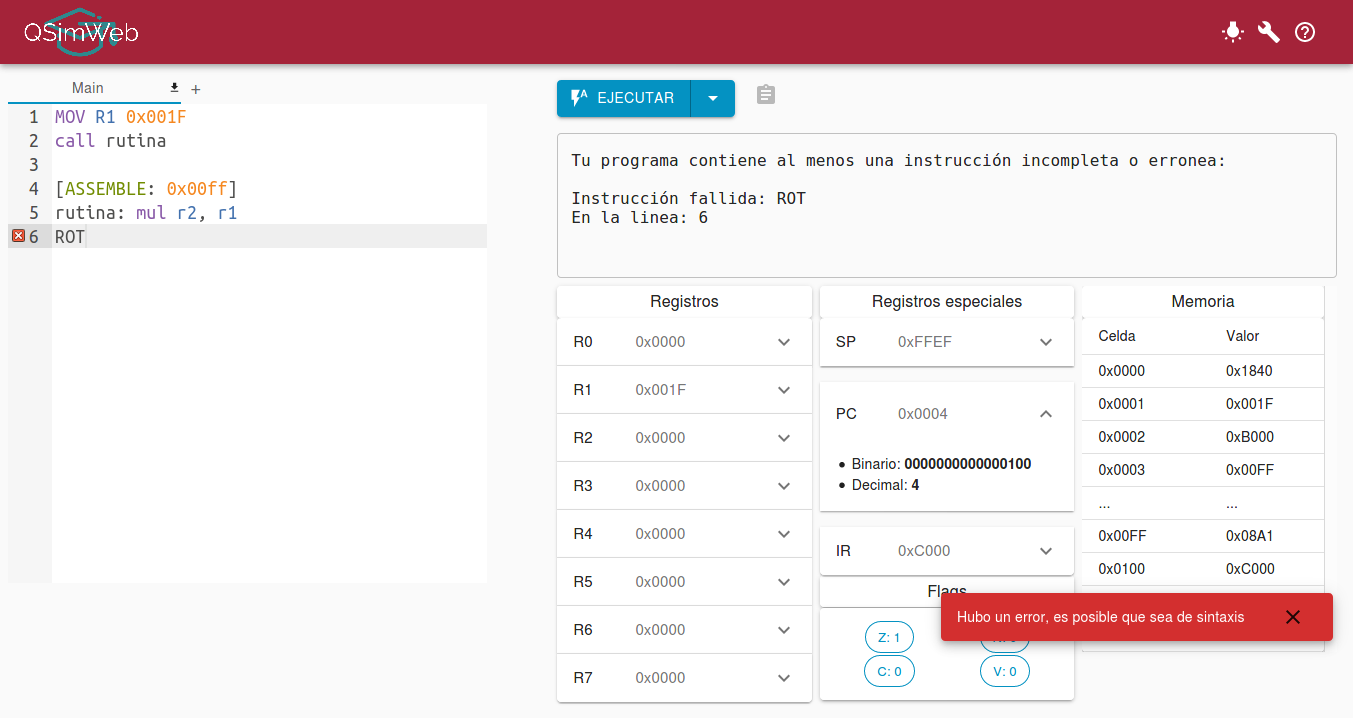 QSimWeb
Main +
1 MOV R1 0x001F
2 call rutina
3
4 [ASSEMBLE: 0x00ff]
5 rutina: mul r2, r1
6 ROT
EJECUTAR
Tu programa contiene al menos una instrucción incompleta o erronea:
Instrucción fallida: ROT
En la linea: 6
Registros
R0 0x0000
R1 0x001F
R2 0x0000
R3 0x0000
R4 0x0000
R5 0x0000
R6 0x0000
R7 0x0000
Registros especiales
SP 0xFFEF
PC 0x0004
• Binario: 0000000000000100
• Decimal: 4
IR 0xC000
Flags
Z: 1
C: 0 V: 0
Memoria
Celda Valor
0x0000 0x1840
0x0001 0x001F
0x0002 0xB000
0x0003 0x00FF
... ...
0x00FF 0x08A1
0x0100 0xC000
Hubo un error, es posible que sea de sintaxis